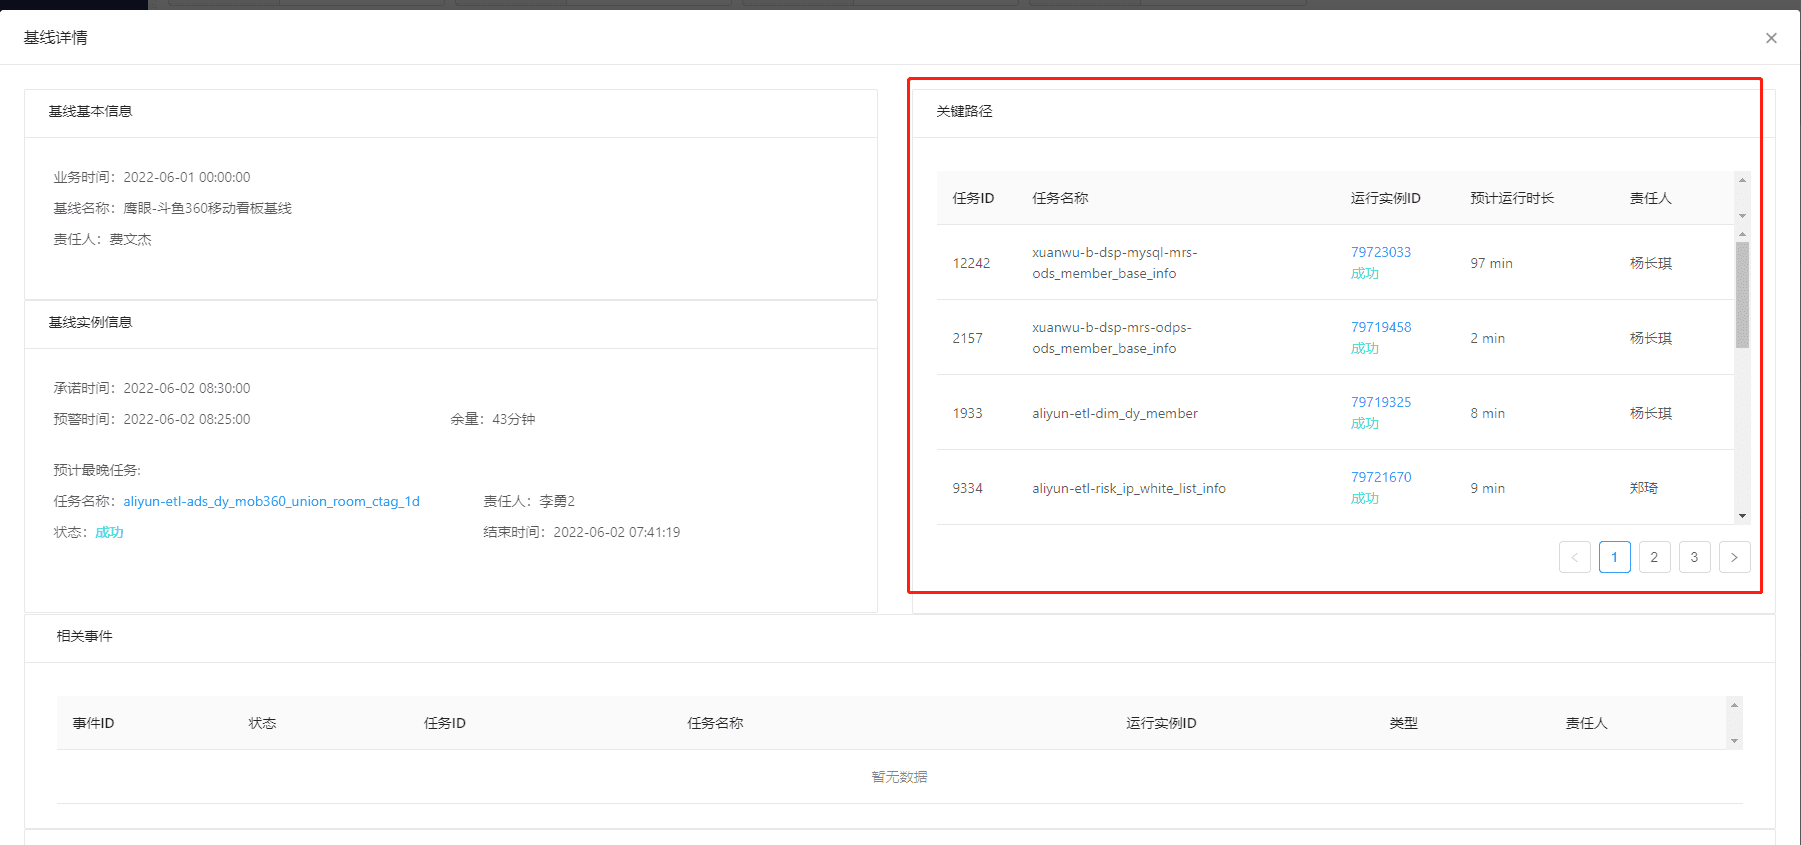 基线详情
基线基本信息
业务时间：2022-06-01 00:00:00
基线名称：鹰眼-斗鱼360移动看板基线
责任人：费文杰
基线实例信息
承诺时间：2022-06-02 08:30:00
预警时间：2022-06-02 08:25:00 余量：43分钟
预计最晚任务:
任务名称：aliyun-etl-ads_dy_mob360_union_room_ctag_1d 责任人：李勇2
状态：成功 结束时间：2022-06-02 07:41:19
关键路径
任务ID 任务名称 运行实例ID 预计运行时长 责任人
12242 xuanwu-b-dsp-mysql-mrs- 79723033 97 min 杨长琪
ods_member_base_info 成功
2157 xuanwu-b-dsp-mrs-odps- 79719458 2 min 杨长琪
ods_member_base_info 成功
1933 aliyun-etl-dim_dy_member 79719325 8 min 杨长琪
成功
9334 aliyun-etl-risk_ip_white_list_info 79721670 9 min 郑琦
成功
1 2 3
相关事件
事件ID 状态 任务ID 任务名称 运行实例ID 类型 责任人
暂无数据